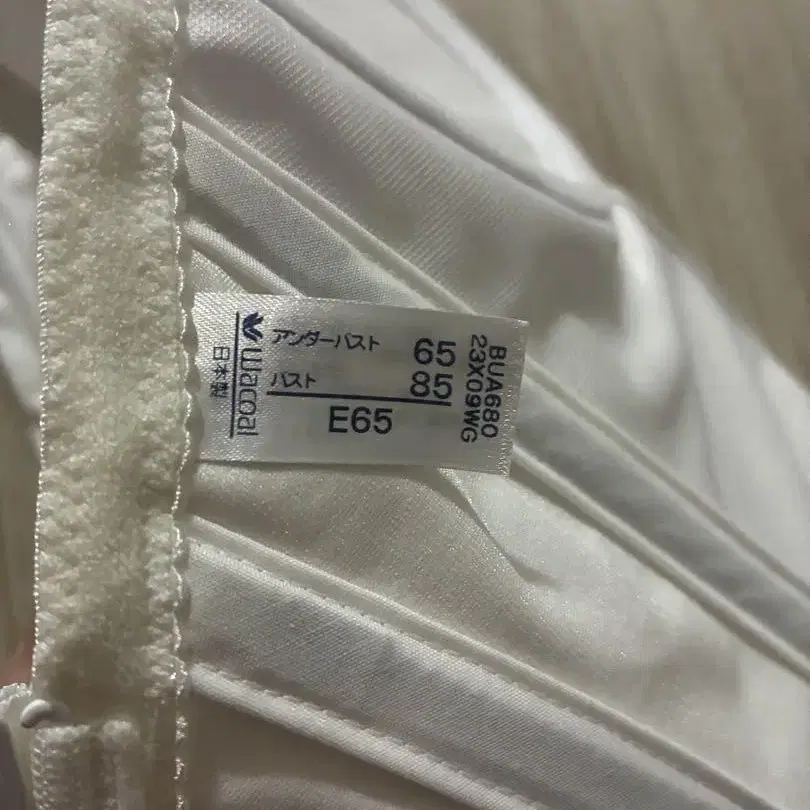 Wacoal
日本製
アンダーバスト 65
バスト 85
E65
BUA680
23X09WG